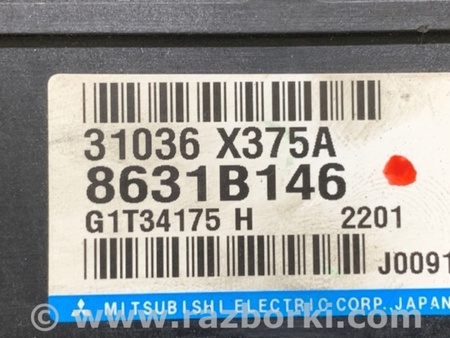 31036 X375A
8631B146
G1T34175 H 2201
J0091
MITSUBISHI ELECTRIC CORP., JAPAN
www.razborki.com